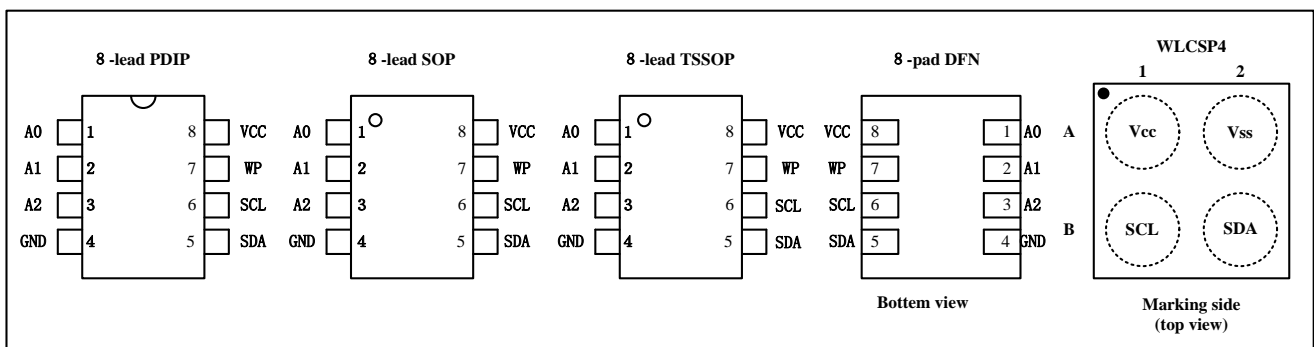 8 -lead PDIP
A0 1 8 VCC
A1 2 7 WP
A2 3 6 SCL
GND 4 5 SDA
8 -lead SOP
A0 1 8 VCC
A1 2 7 WP
A2 3 6 SCL
GND 4 5 SDA
8 -lead TSSOP
A0 1 8 VCC
A1 2 7 WP
A2 3 6 SCL
GND 4 5 SDA
8 -pad DFN
VCC 8 1 A0
WP 7 2 A1
SCL 6 3 A2
SDA 5 4 GND
Bottem view
WLCSP4
1 2
A Vcc Vss
B SCL SDA
Marking side
(top view)